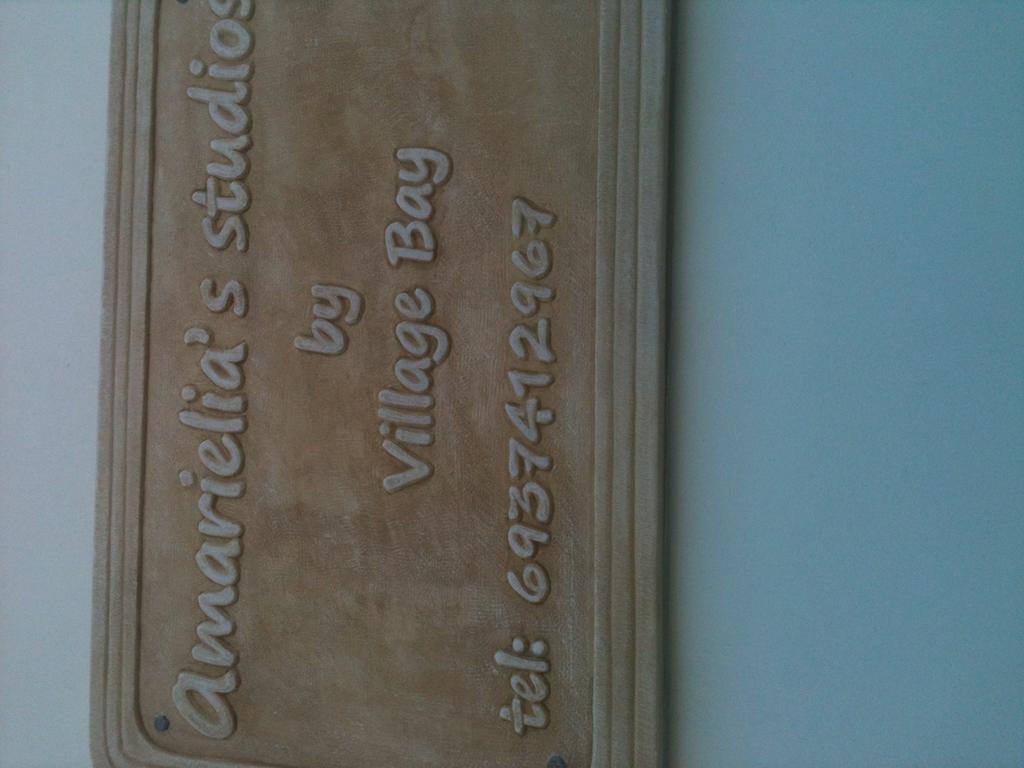 amarielia's studios
by
Village Bay
tel: 6937412967